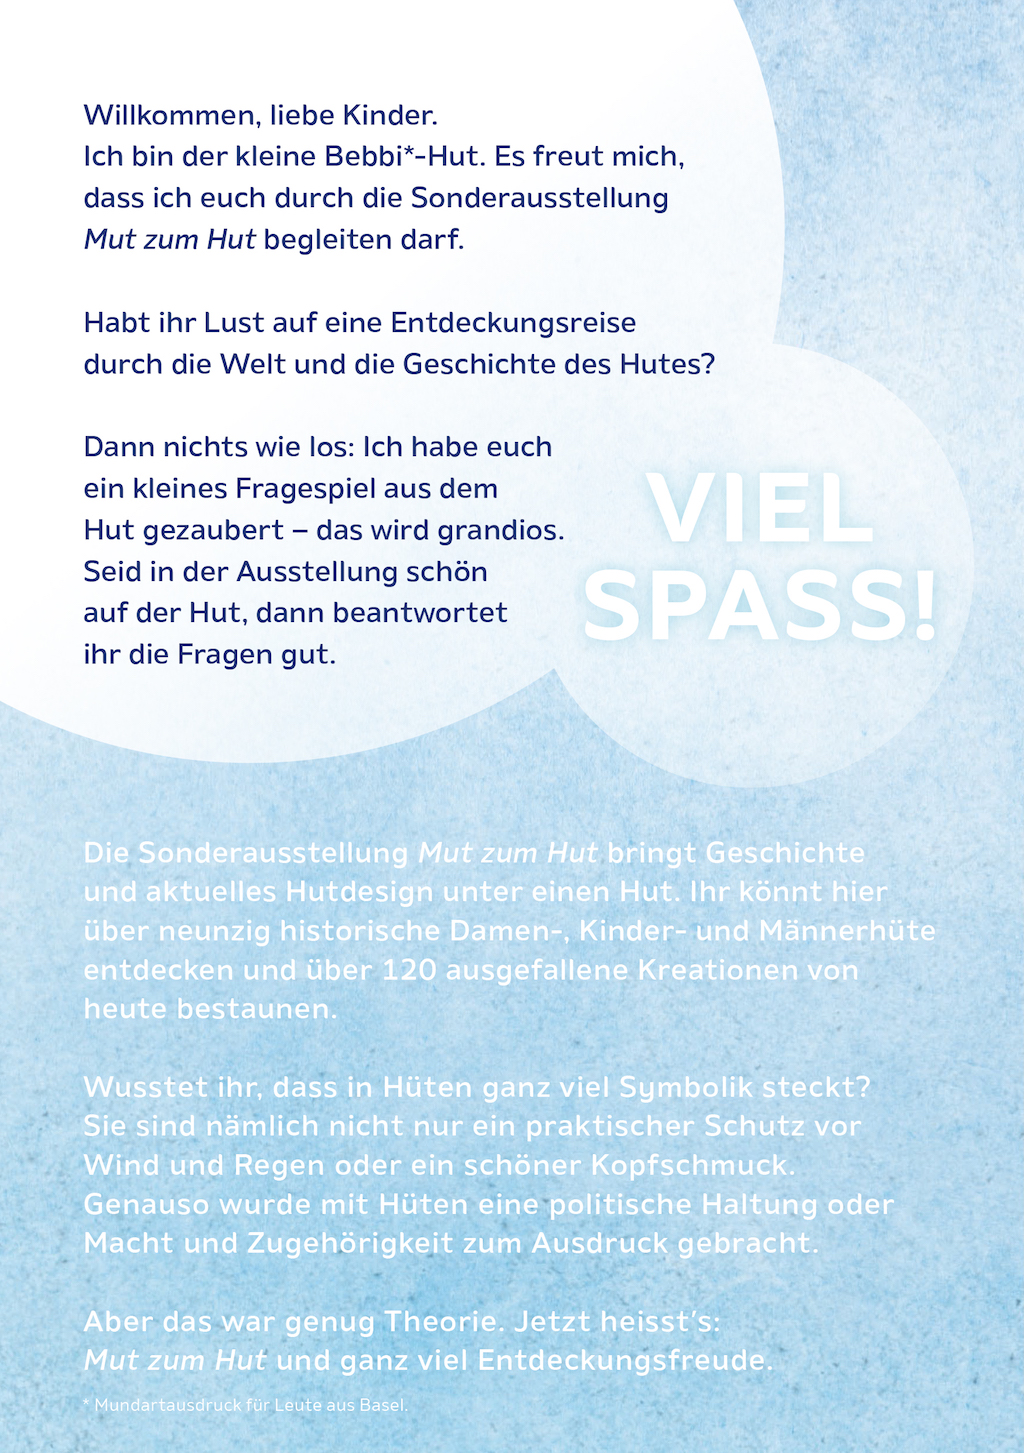 Willkommen, liebe Kinder.
Ich bin der kleine Bebbi*-Hut. Es freut mich,
dass ich euch durch die Sonderausstellung
Mut zum Hut begleiten darf.
Habt ihr Lust auf eine Entdeckungsreise
durch die Welt und die Geschichte des Hutes?
Dann nichts wie los: Ich habe euch
ein kleines Fragespiel aus dem
Hut gezaubert – das wird grandios.
Seid in der Ausstellung schön
auf der Hut, dann beantwortet
ihr die Fragen gut.
VIEL
SPASS!
Die Sonderausstellung Mut zum Hut bringt Geschichte
und aktuelles Hutdesign unter einen Hut. Ihr könnt hier
über neunzig historische Damen-, Kinder- und Männerhüte
entdecken und über 120 ausgefallene Kreationen von
heute bestaunen.
Wusstet ihr, dass in Hüten ganz viel Symbolik steckt?
Sie sind nämlich nicht nur ein praktischer Schutz vor
Wind und Regen oder ein schöner Kopfschmuck.
Genauso wurde mit Hüten eine politische Haltung oder
Macht und Zugehörigkeit zum Ausdruck gebracht.
Aber das war genug Theorie. Jetzt heisst's:
Mut zum Hut und ganz viel Entdeckungsfreude.
* Mundartausdruck für Leute aus Basel.